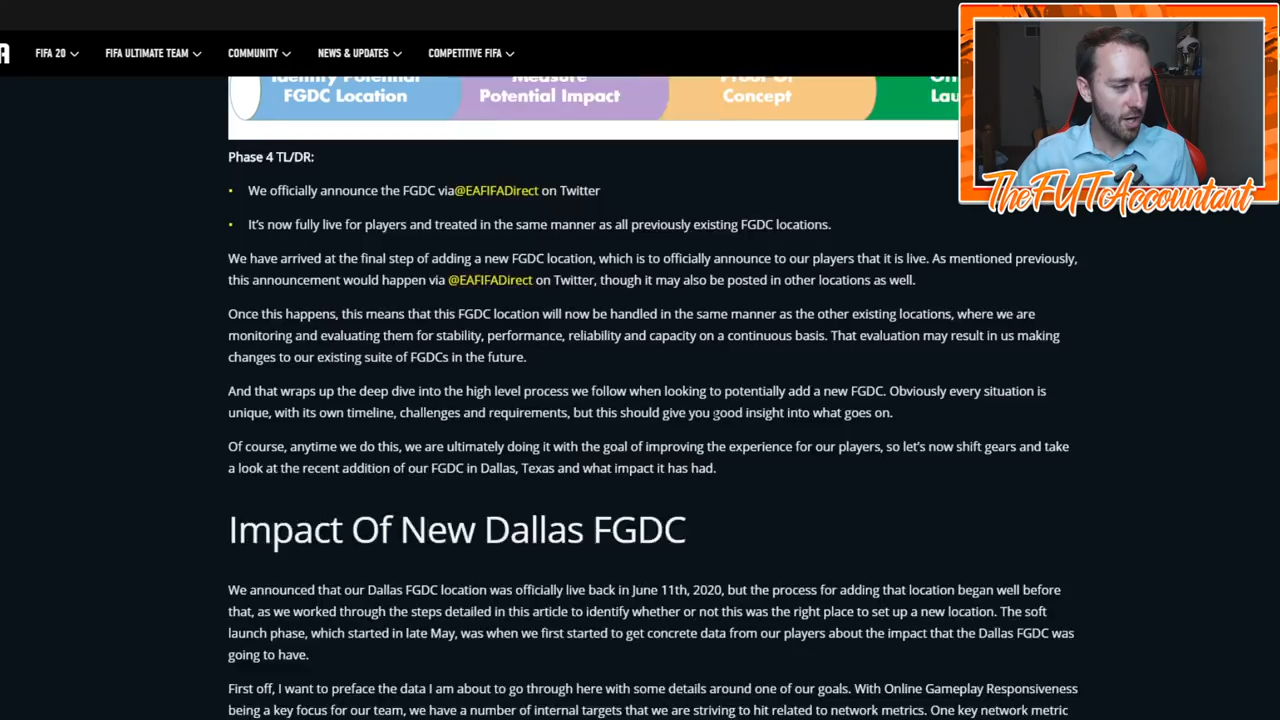 A
FIFA 20
FIFA ULTIMATE TEAM
COMMUNITY
NEWS & UPDATES
COMPETITIVE FIFA
Identify Potential
FGDC Location
Measure
Potential Impact
Proof Of
Concept
TheFUTAccountant
Phase 4 TL/DR:
• We officially announce the FGDC via@EAFIFADirect on Twitter
• It's now fully live for players and treated in the same manner as all previously existing FGDC locations.
We have arrived at the final step of adding a new FGDC location, which is to officially announce to our players that it is live. As mentioned previously,
this announcement would happen via @EAFIFADirect on Twitter, though it may also be posted in other locations as well.
Once this happens, this means that this FGDC location will now be handled in the same manner as the other existing locations, where we are
monitoring and evaluating them for stability, performance, reliability and capacity on a continuous basis. That evaluation may result in us making
changes to our existing suite of FGDCs in the future.
And that wraps up the deep dive into the high level process we follow when looking to potentially add a new FGDC. Obviously every situation is
unique, with its own timeline, challenges and requirements, but this should give you good insight into what goes on.
Of course, anytime we do this, we are ultimately doing it with the goal of improving the experience for our players, so let's now shift gears and take
a look at the recent addition of our FGDC in Dallas, Texas and what impact it has had.
Impact Of New Dallas FGDC
We announced that our Dallas FGDC location was officially live back in June 11th, 2020, but the process for adding that location began well before
that, as we worked through the steps detailed in this article to identify whether or not this was the right place to set up a new location. The soft
launch phase, which started in late May, was when we first started to get concrete data from our players about the impact that the Dallas FGDC was
going to have.
First off, I want to preface the data I am about to go through here with some details around one of our goals. With Online Gameplay Responsiveness
being a key focus for our team, we have a number of internal targets that we are striving to hit related to network metrics. One key network metric